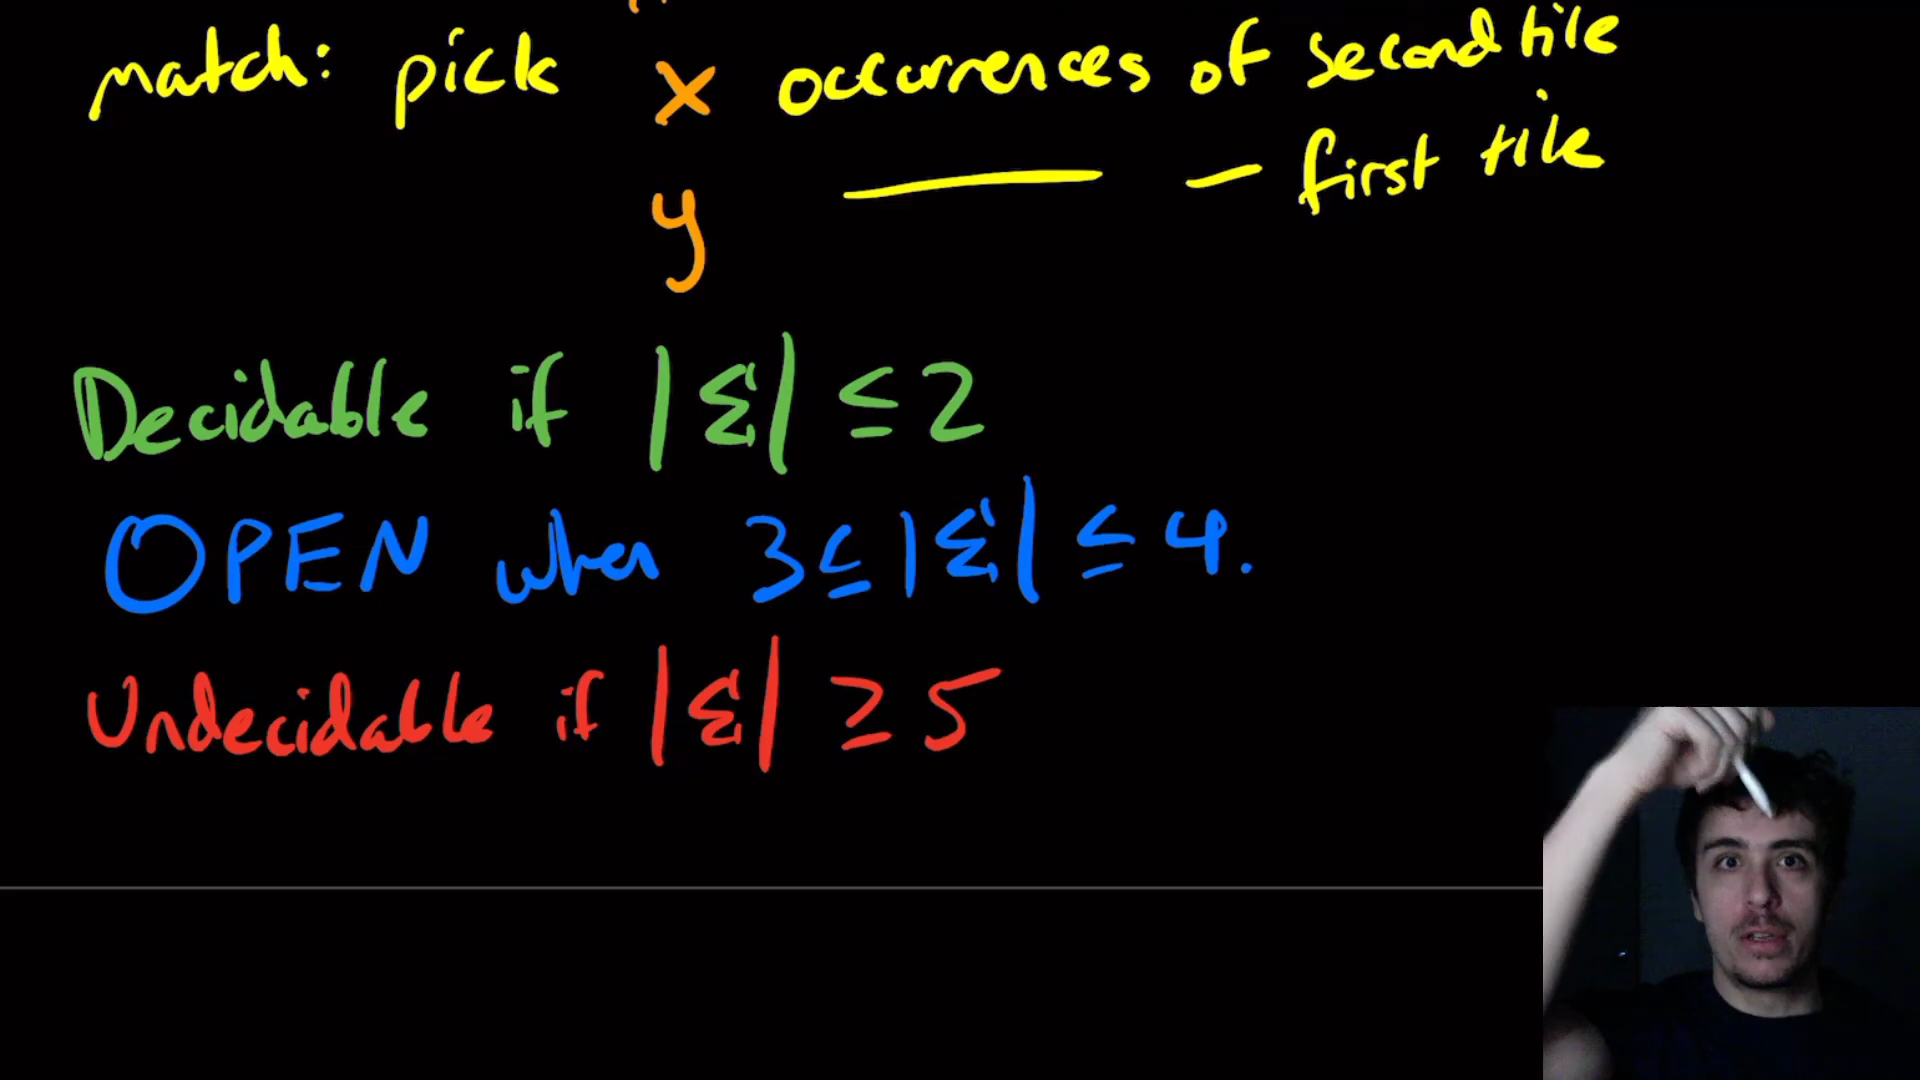 match: pick x occurrences of second tile
y — – first tile
Decidable if |Σ| ≤ 2
OPEN when 3 ≤ |Σ| ≤ 4.
Undecidable if |Σ| ≥ 5